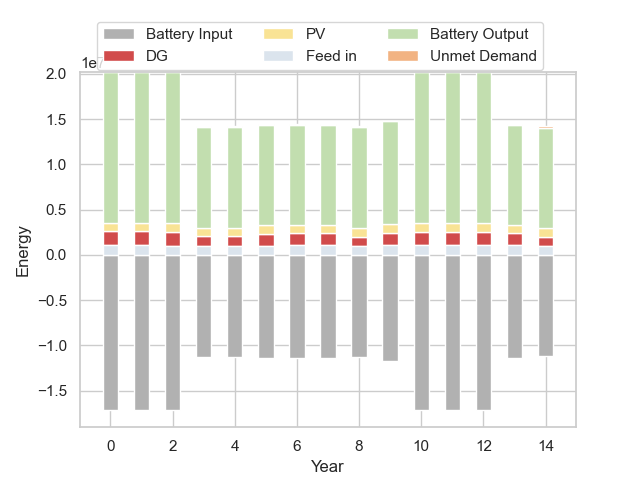 Battery Input PV Battery Output
DG Feed in Unmet Demand
1e7
2.0
1.5
1.0
0.5
0.0
−0.5
−1.0
−1.5
Energy
0 2 4 6 8 10 12 14
Year